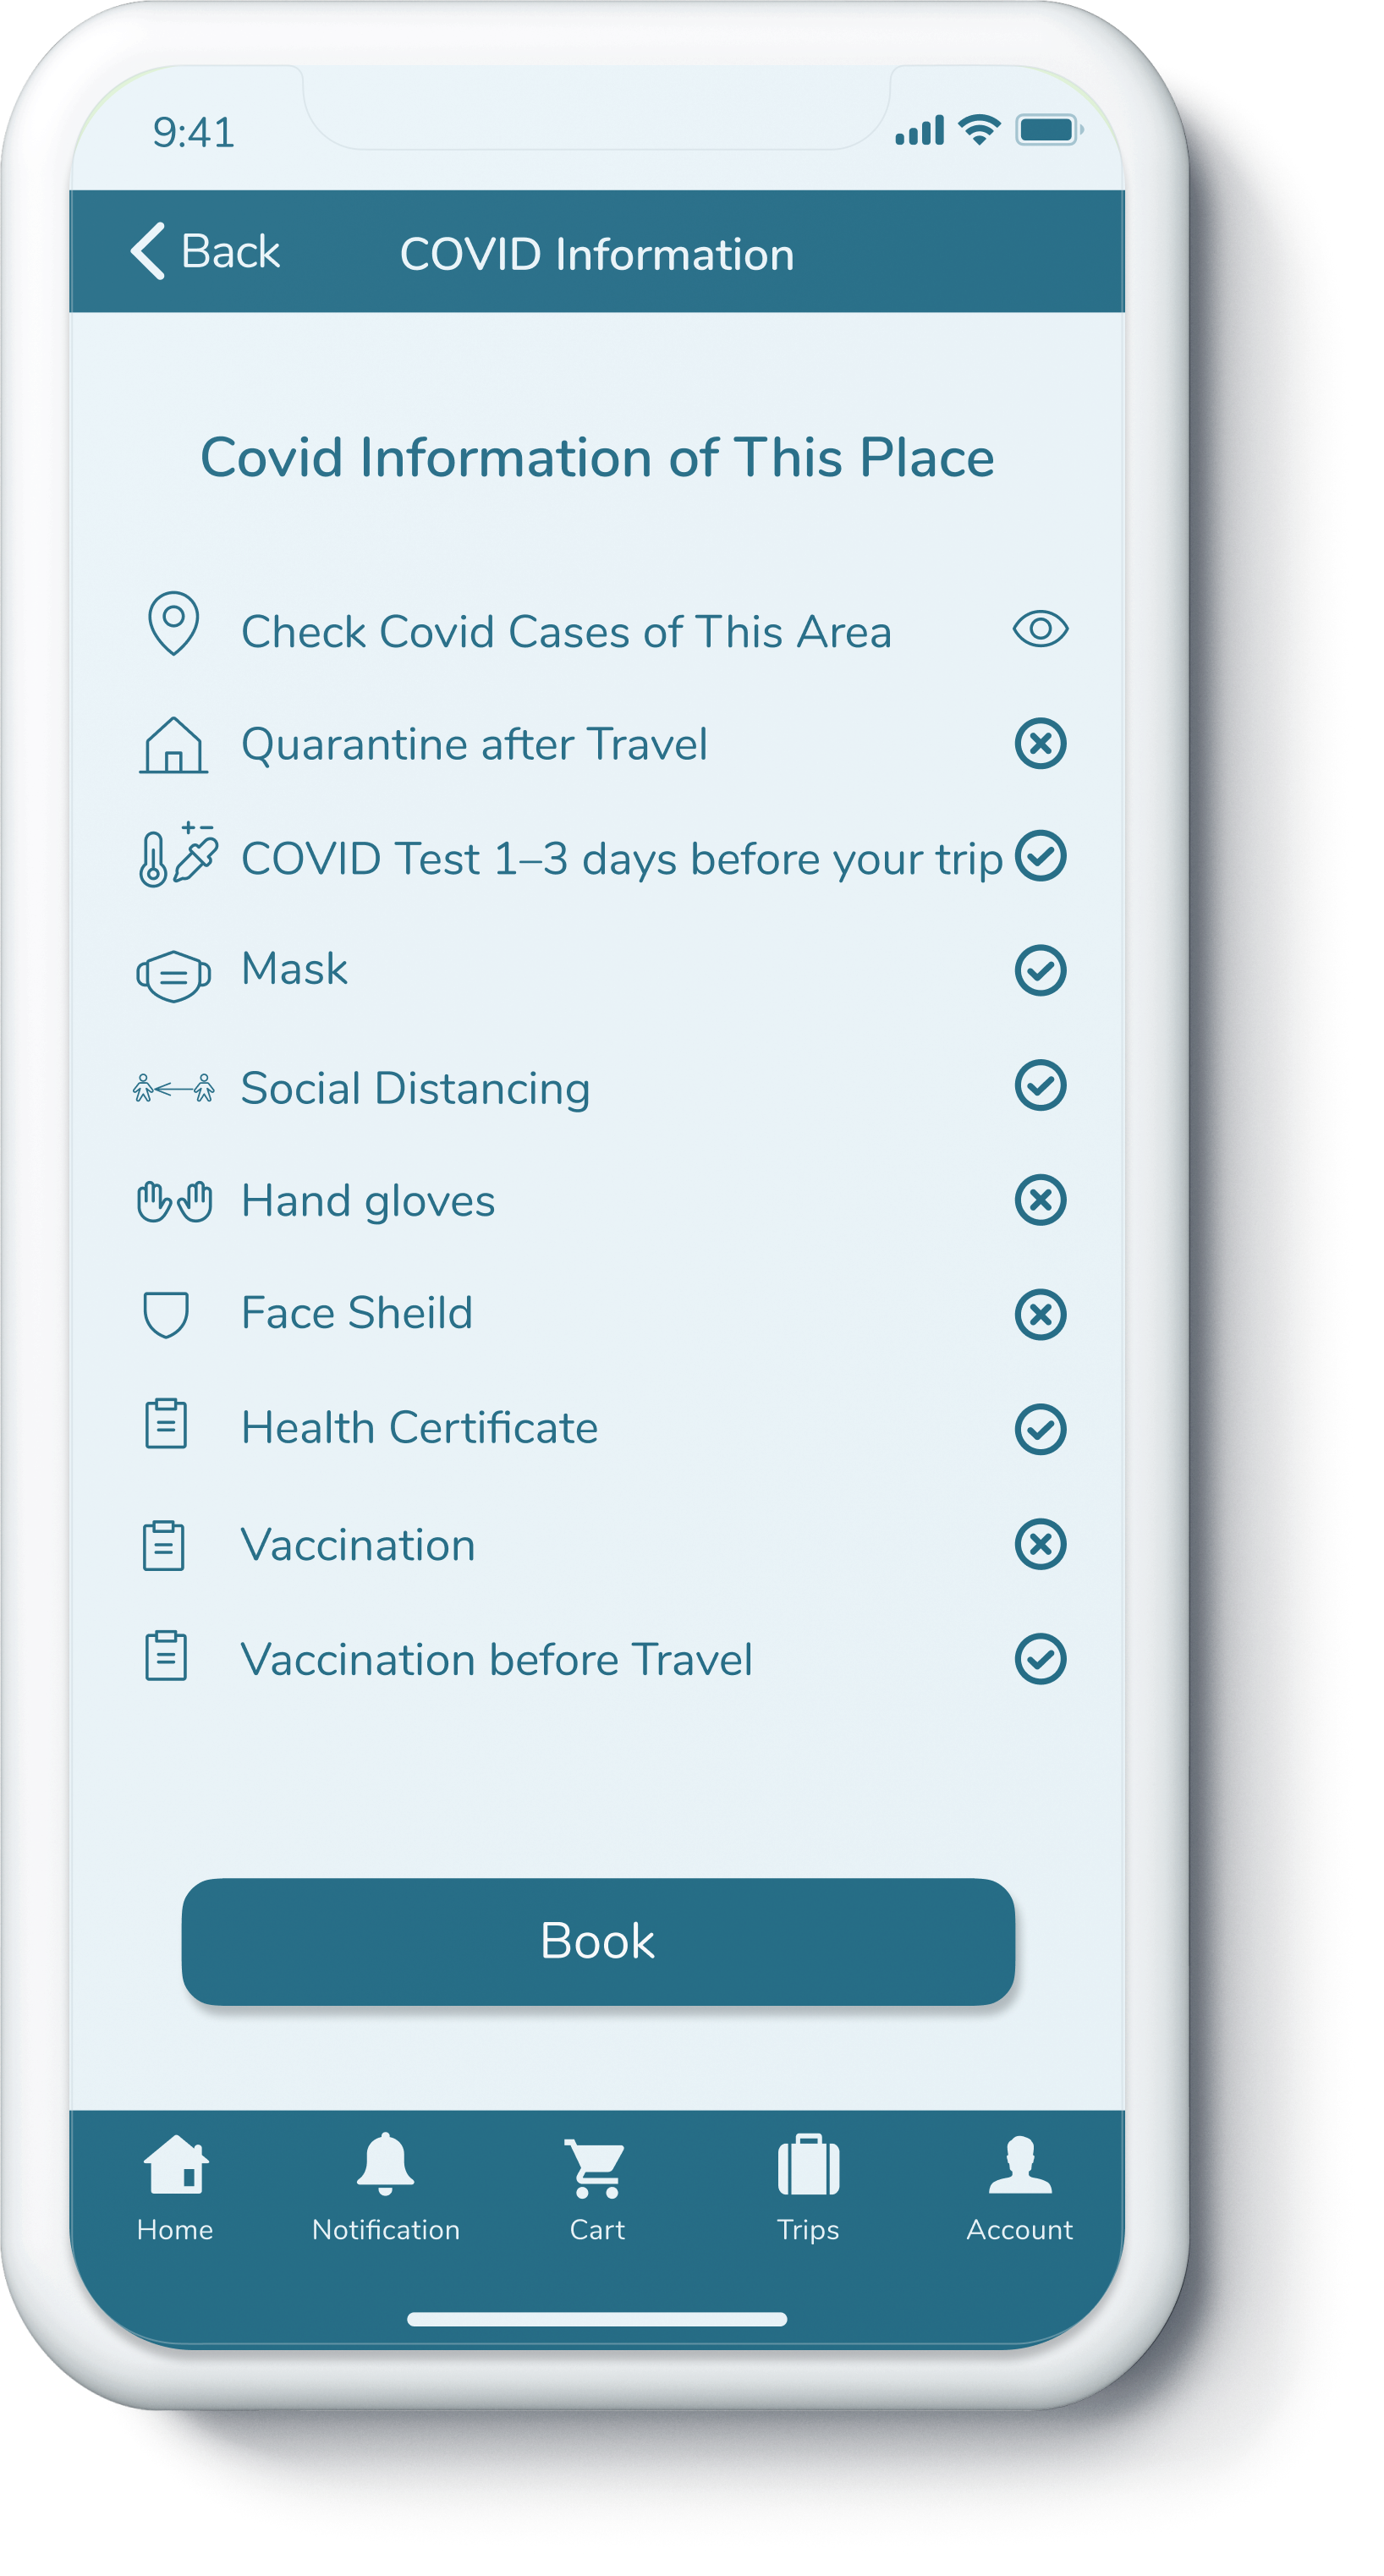 9:41
Back
COVID Information
Covid Information of This Place
Check Covid Cases of This Area
Quarantine after Travel
COVID Test 1–3 days before your trip
Mask
Social Distancing
Hand gloves
Face Sheild
Health Certificate
Vaccination
Vaccination before Travel
Book
Home
Notification
Cart
Trips
Account